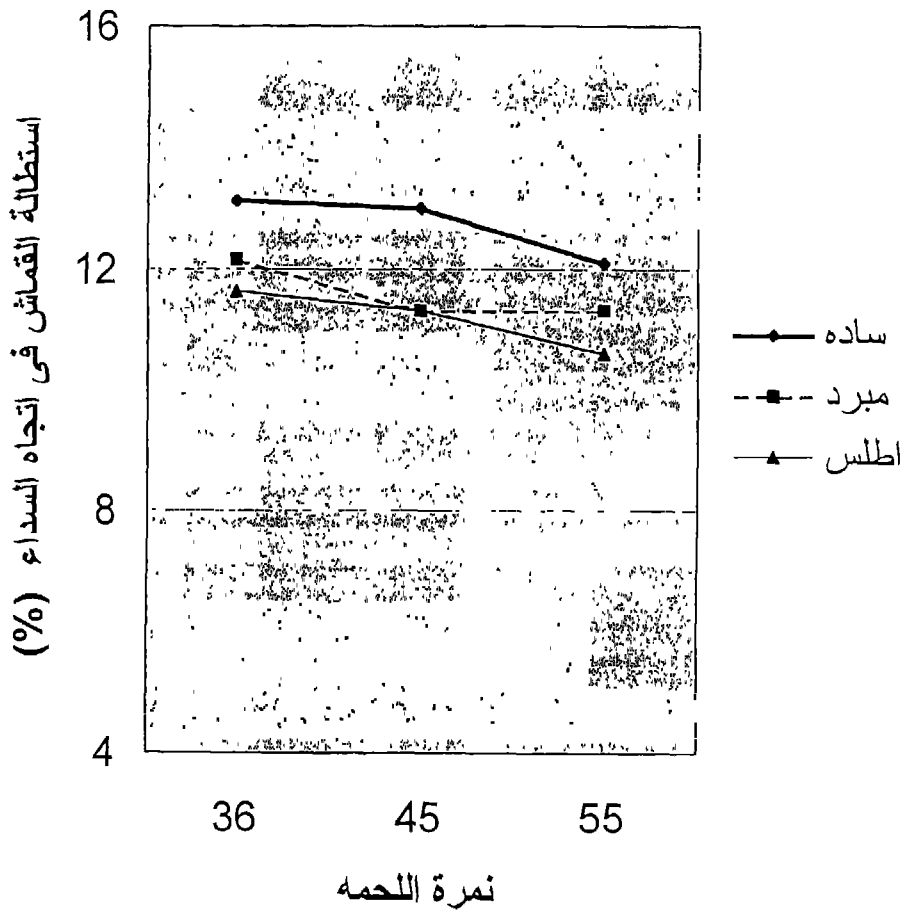 استطالة القماش فى اتجاه السداء (%)
16
12
8
4
36 45 55
نمرة اللحمه
ساده
مبرد
اطلس